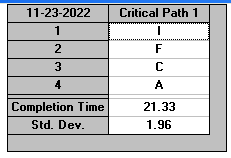 11-23-2022 Critical Path 1
1 I
2 F
3 C
4 A
Completion Time 21.33
Std. Dev. 1.96